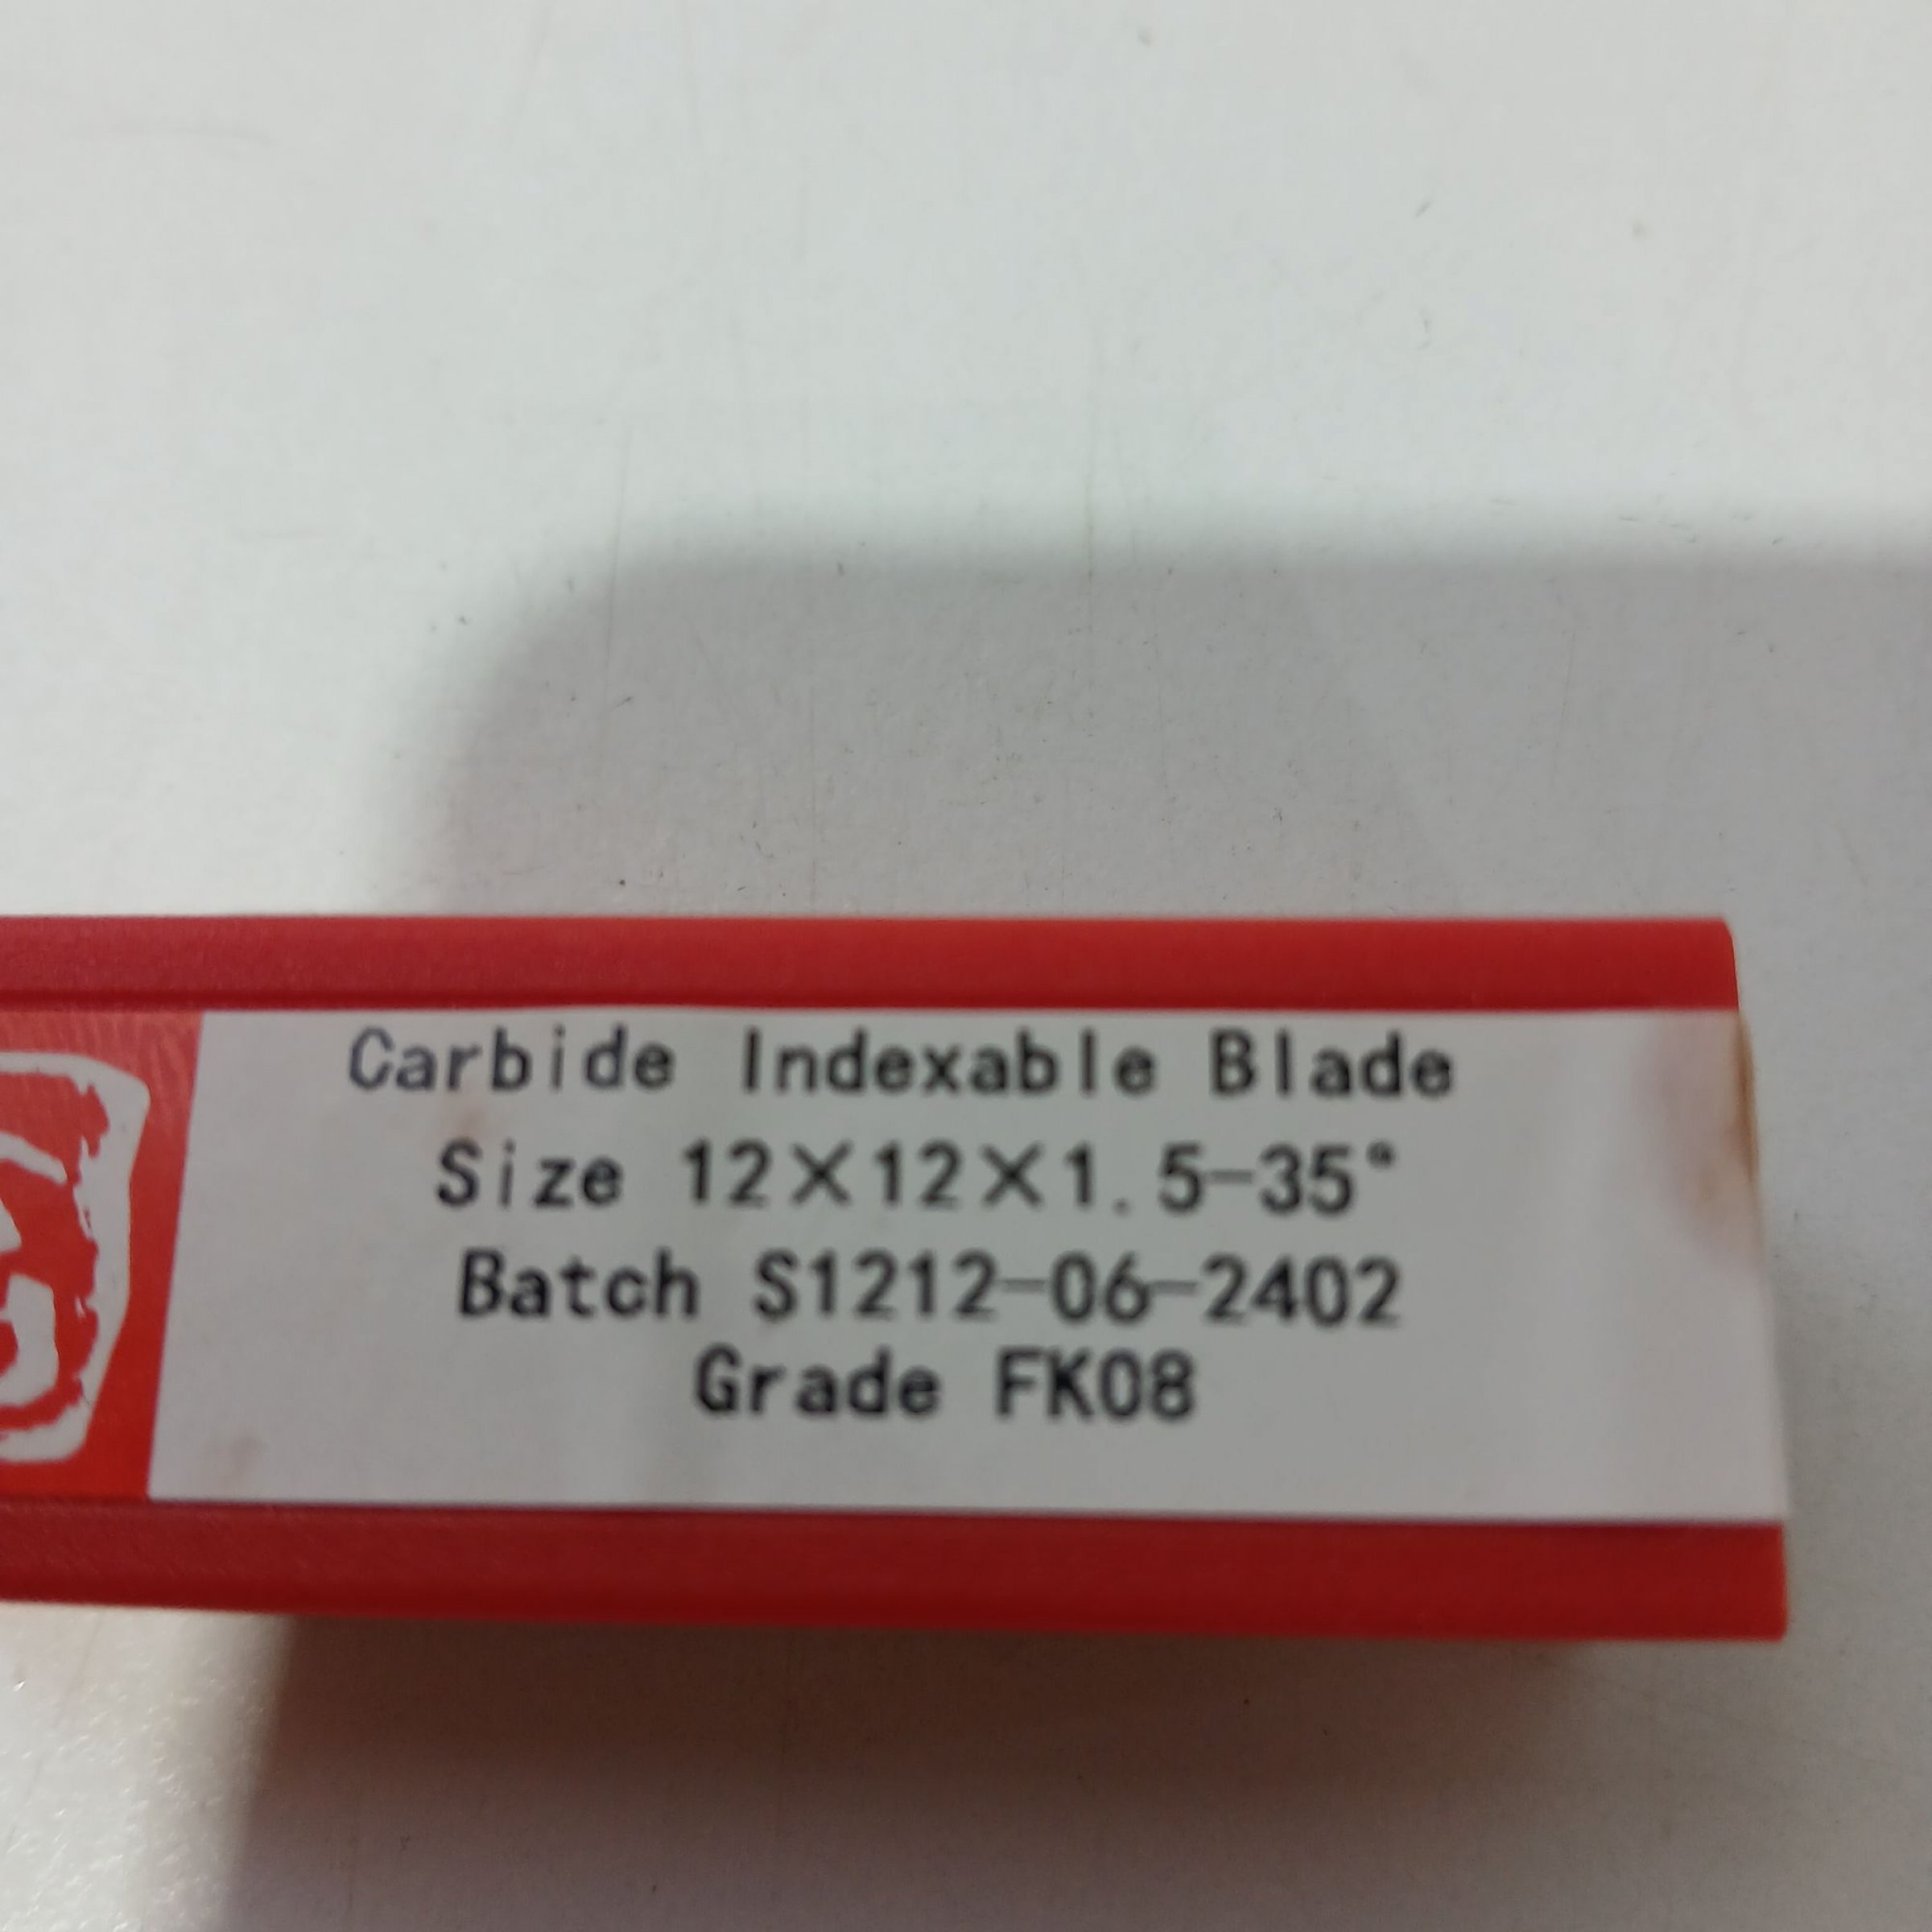 Carbide Indexable Blade
Size 12×12×1.5-35°
Batch S1212-06-2402
Grade FK08